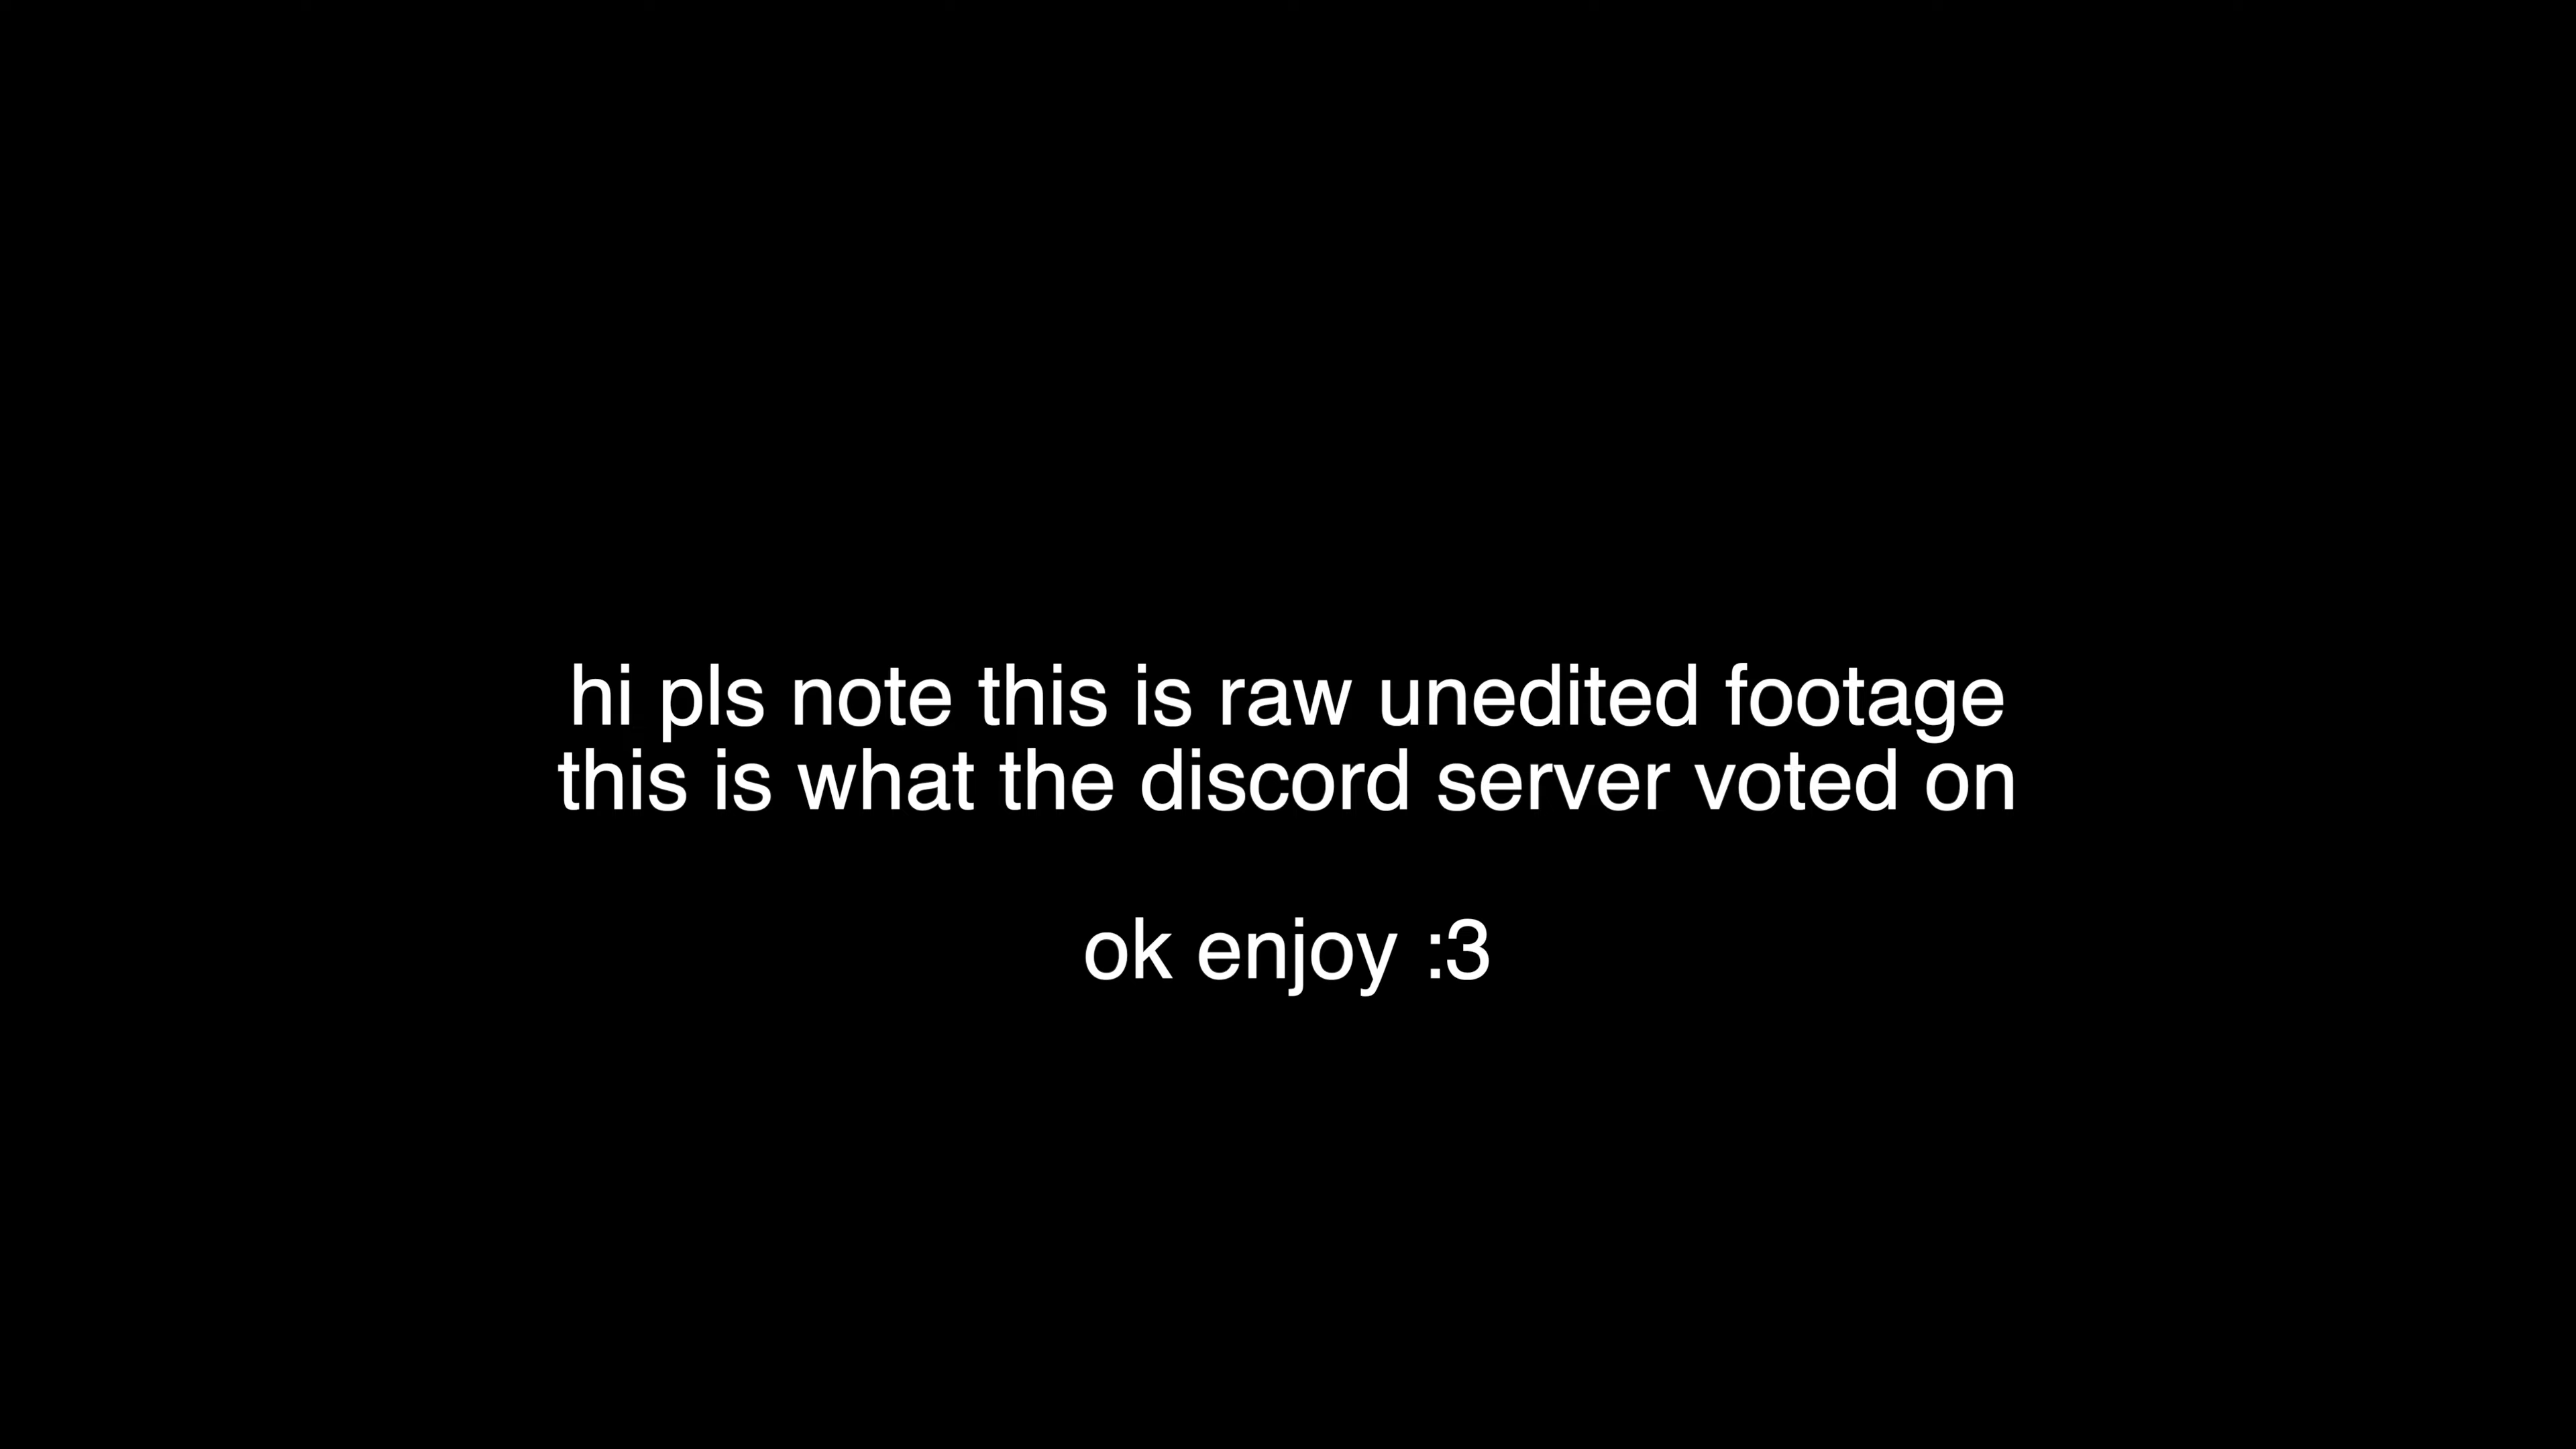 hi pls note this is raw unedited footage
this is what the discord server voted on
ok enjoy :3